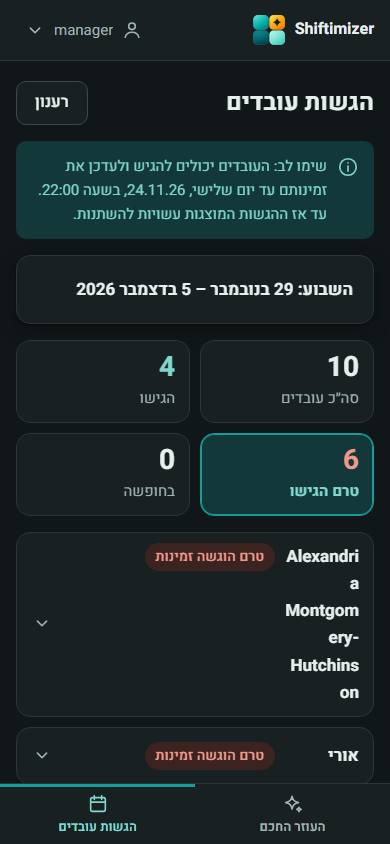 Shiftimizer
manager
הגשות עובדים
רענון
שימו לב: העובדים יכולים להגיש ולעדכן את
זמינותם עד יום שלישי, 24.11.26, בשעה 22:00.
עד אז ההגשות המוצגות עשויות להשתנות.
השבוע: 29 בנובמבר – 5 בדצמבר 2026
10
סה״כ עובדים
4
הגישו
6
טרם הגישו
0
בחופשה
Alexandri
a
Montgom
ery-
Hutchins
on
טרם הוגשה זמינות
אורי
טרם הוגשה זמינות
העוזר החכם
הגשות עובדים